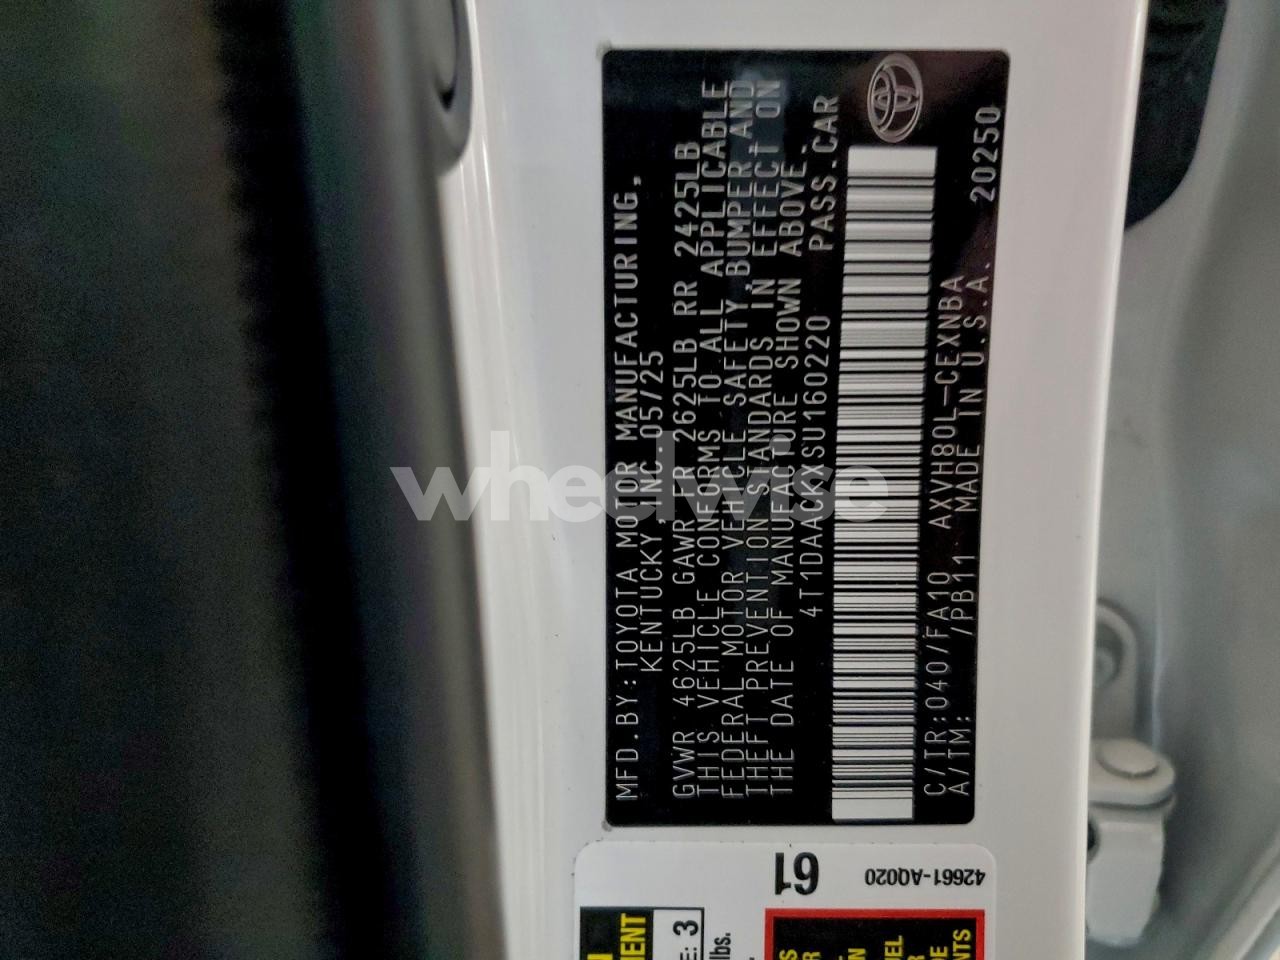 MFD.BY:TOYOTA MOTOR MANUFACTURING,
KENTUCKY,INC.05/25
GVWR 4625LB GAWR FR 2625LB RR 2425LB
THIS VEHICLE CONFORMS TO ALL APPLICABLE
FEDERAL MOTOR VEHICLE SAFETY,BUMPER,AND
THEFT PREVENTION STANDARDS IN EFFECT ON
THE DATE OF MANUFACTURE SHOWN ABOVE.
4T1DAACKXSU160220 PASS.CAR
C/TR:040/FA10 AXVH80L-CEXNBA
A/TM: /PB11 MADE IN U.S.A. 20250
wheelwise
61
42661-AQ020
MENT
E: 3
lbs.